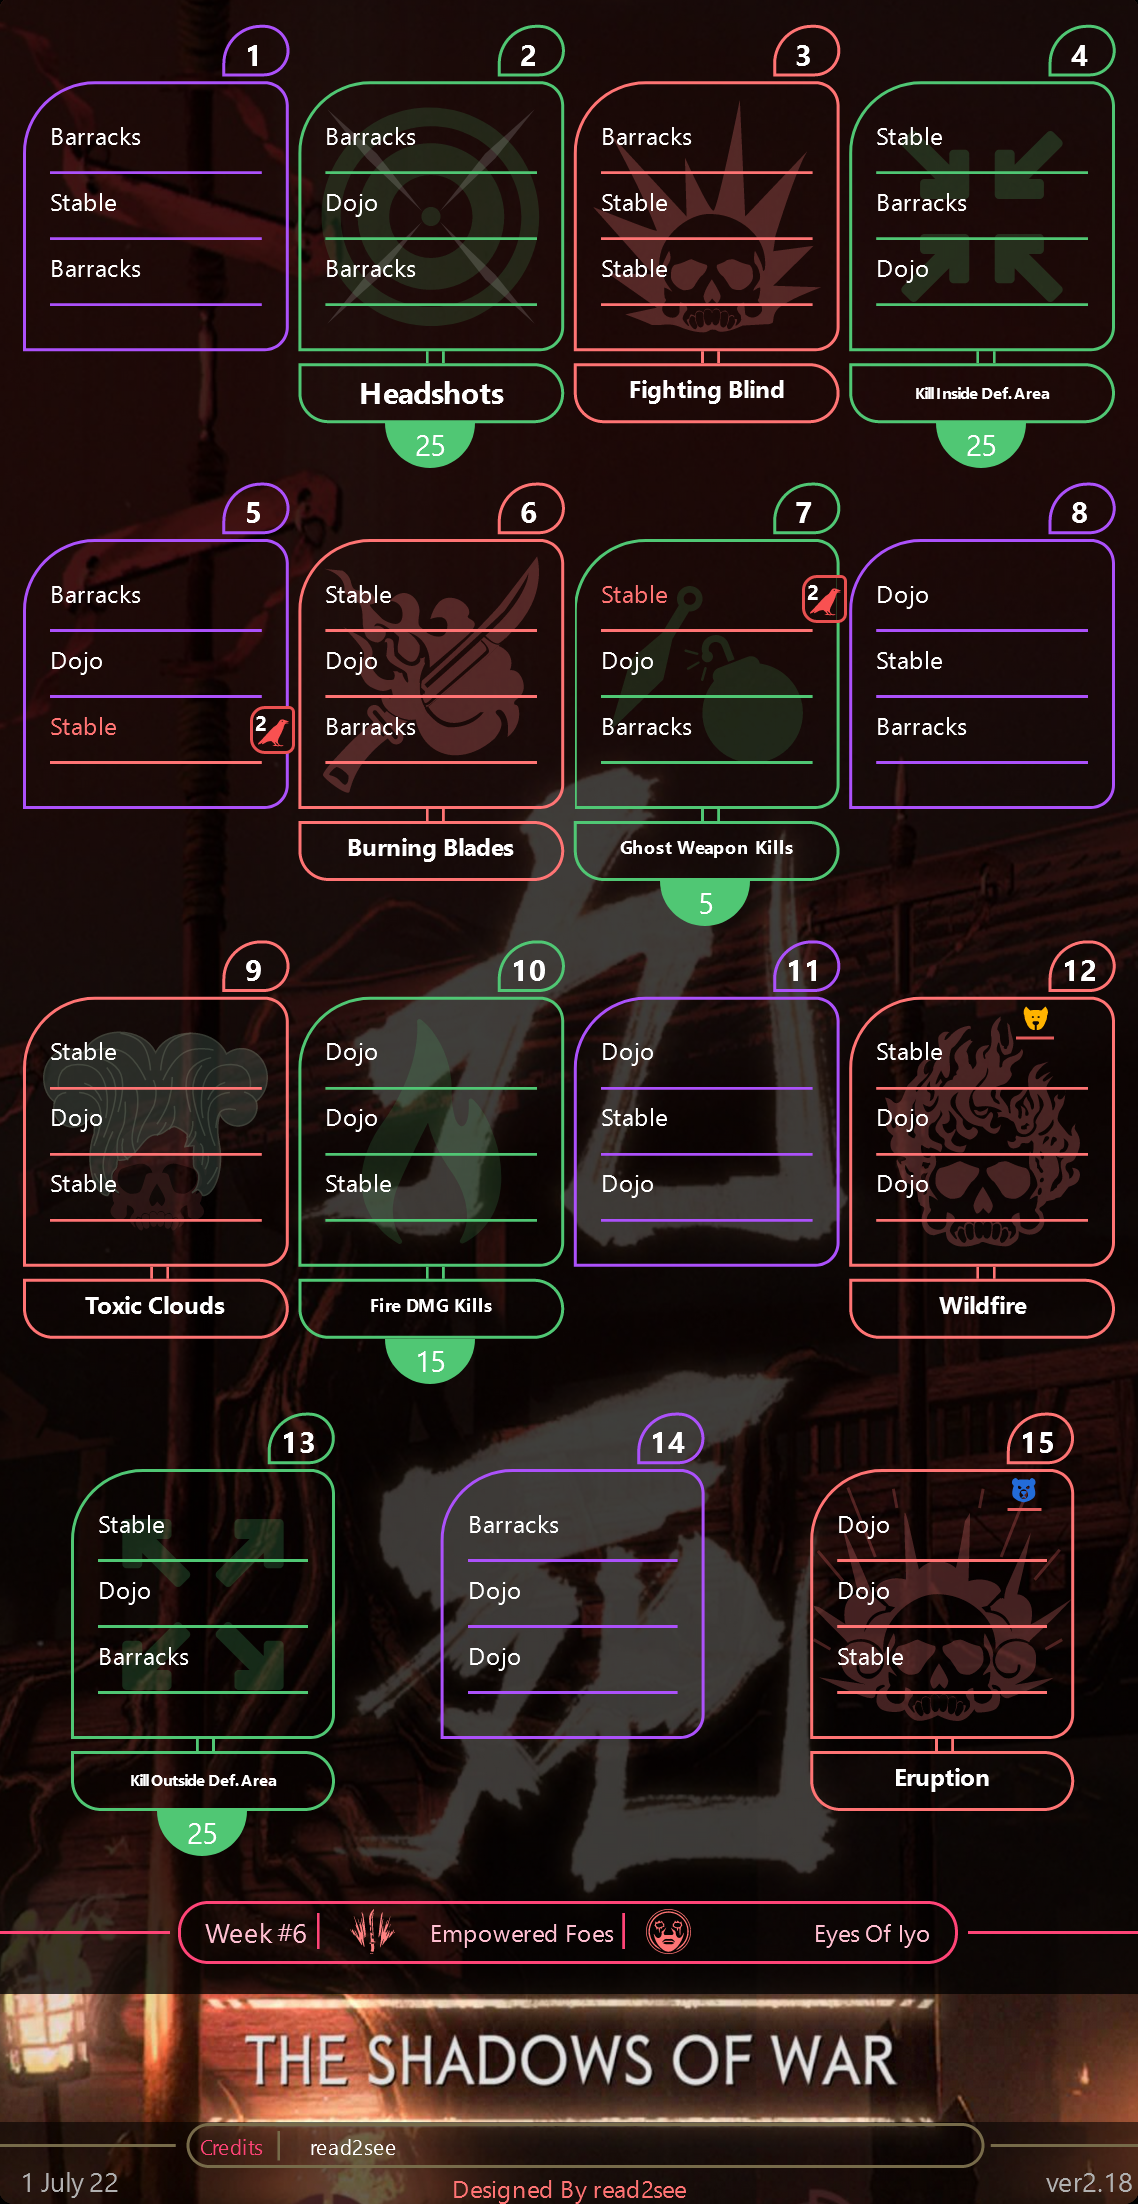 1
Barracks
Stable
Barracks
2
Barracks
Dojo
Barracks
Headshots
25
3
Barracks
Stable
Stable
Fighting Blind
4
Stable
Barracks
Dojo
Kill Inside Def. Area
25
5
Barracks
Dojo
Stable
2
6
Stable
Dojo
Barracks
Burning Blades
7
Stable
2
Dojo
Barracks
Ghost Weapon Kills
5
8
Dojo
Stable
Barracks
9
Stable
Dojo
Stable
Toxic Clouds
10
Dojo
Dojo
Stable
Fire DMG Kills
15
11
Dojo
Stable
Dojo
12
Stable
Dojo
Dojo
Wildfire
13
Stable
Dojo
Barracks
Kill Outside Def. Area
25
14
Barracks
Dojo
Dojo
15
Dojo
Dojo
Stable
Eruption
Week #6 Empowered Foes Eyes Of Iyo
THE SHADOWS OF WAR
Credits read2see
1 July 22 Designed By read2see ver2.18